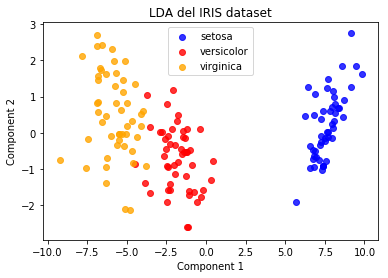 LDA del IRIS dataset
setosa
versicolor
virginica
Component 2
3
2
1
0
−1
−2
−10.0 −7.5 −5.0 −2.5 0.0 2.5 5.0 7.5 10.0
Component 1